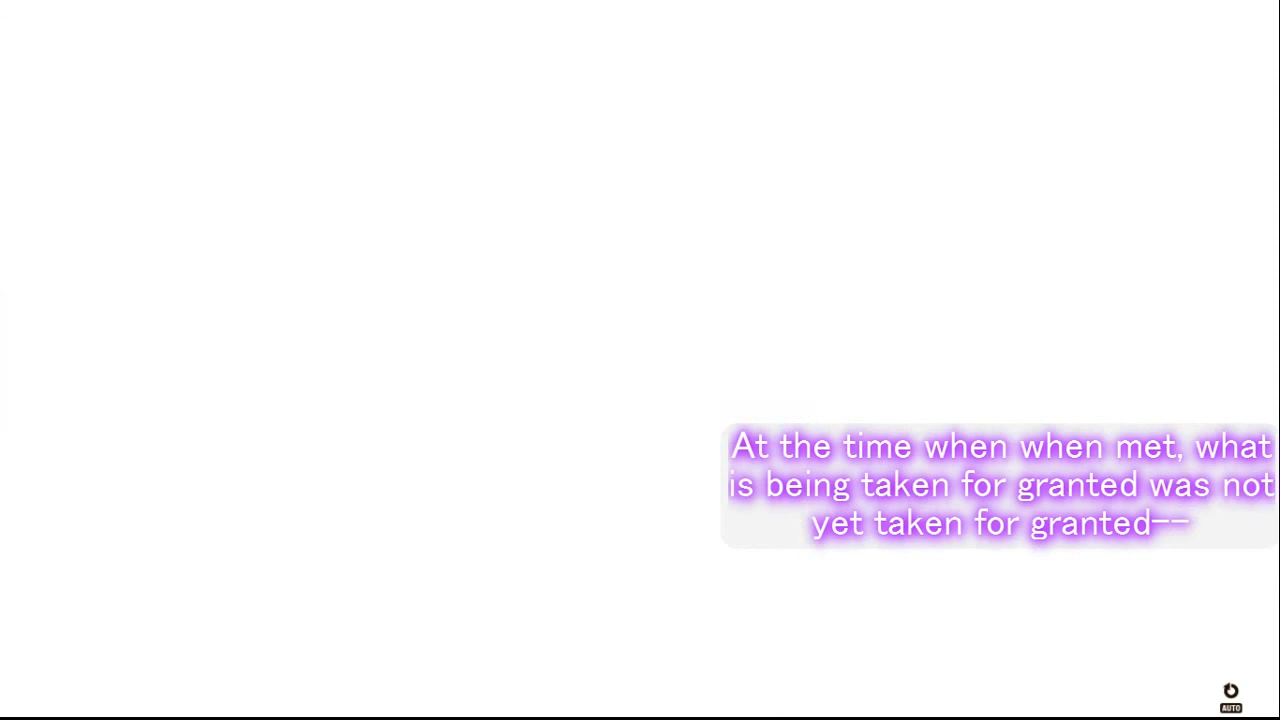 At the time when when met, what
is being taken for granted was not
yet taken for granted--
AUTO